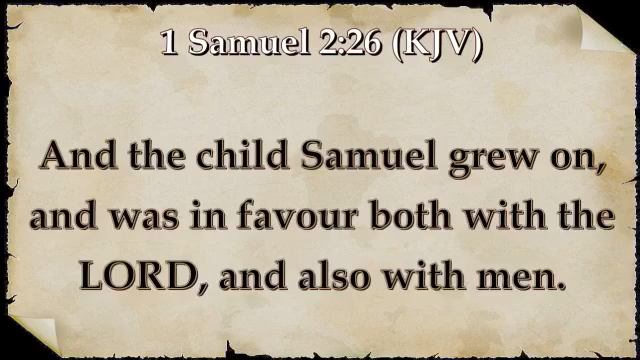 1 Samuel 2:26 (KJV)
And the child Samuel grew on,
and was in favour both with the
LORD, and also with men.